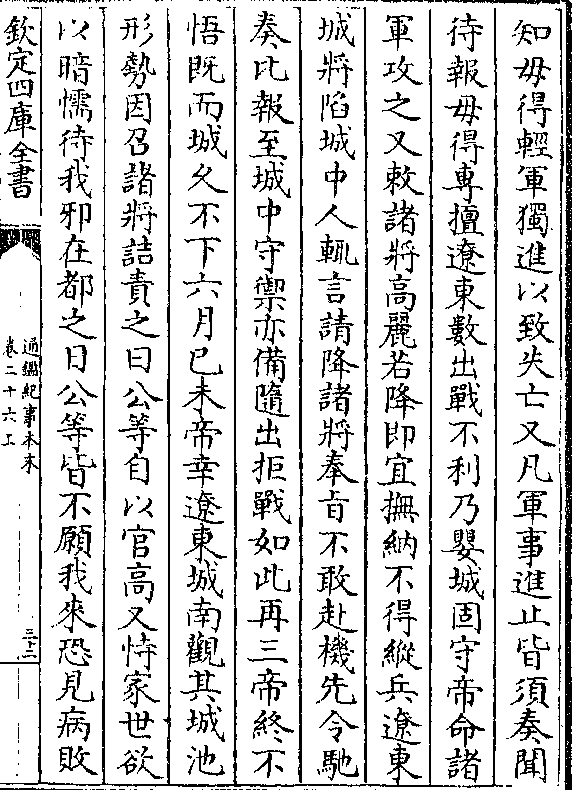 知毋得輕軍獨進以致失亡又凡軍事進止皆須奏聞
待報毋得専擅遼東數出戰不利乃嬰城固守帝命諸
軍攻之又敕諸將髙麗若降即宜撫納不得縱兵遼東
城將陷城中人輒言請降諸將奉㫖不敢赴機先令馳
奏比報至城中守禦亦備隨出拒戰如此再三帝終不
悟既而城久不下六月己未帝幸遼東城南觀其城池
形勢因召諸將詰責之曰公等自以官髙又恃家世欲
以暗懦待我邪在都之日公等皆不願我來恐見病敗
欽定四庫全書
通鑑紀事本末
卷二十六上
三十二